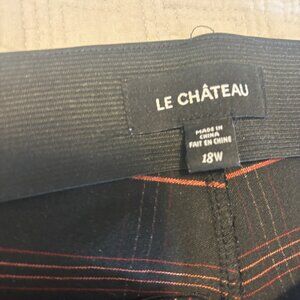 LE CHÂTEAU
MADE IN
CHINA
FAIT EN CHINE
18W